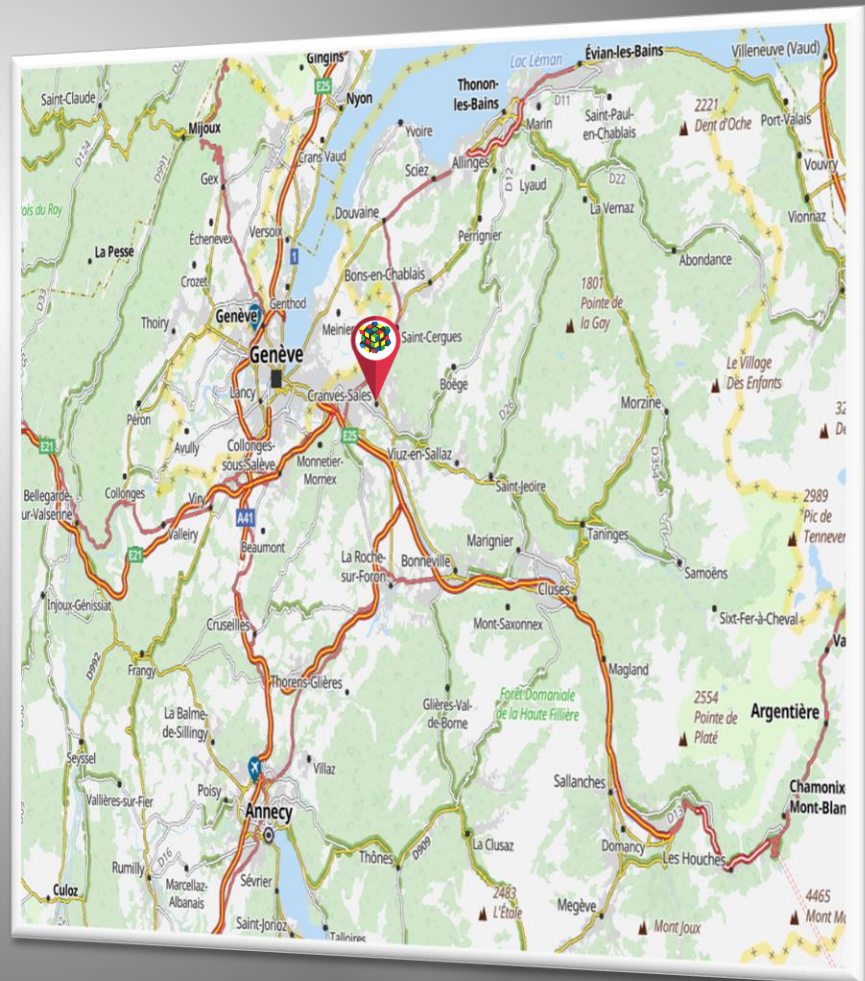 Gingins
Lac Léman
Évian-les-Bains
Villeneuve (Vaud)
E25
Saint-Claude
Nyon
Thonon-
les-Bains
D11
Marin
Saint-Paul-
en-Chablais
2221
Dent d'Oche
Port-Valais
Mijoux
Yvoire
D124
D991
Crans Vaud
Allinges
Vouvry
Gex
Sciez
D12
Lyaud
D22
Douvaine
La Vernaz
Vionnaz
Échenevex
Versoix
Perrignier
La Pesse
1
Abondance
Crozet
Bons-en-Chablais
Genthod
1801
Pointe de
la Gay
Genève
Thoiry
Meinier
Saint-Cergues
Genève
Le Village
Des Enfants
Lancy
Cranves-Sales
Boëge
Morzine
Péron
D26
Avully
E25
E21
Collonges-
sous-Salève
Monnetier-
Mornex
Viuz-en-Sallaz
D354
Bellegarde-
ur-Valserine
Collonges
Viry
Saint-Jeoire
2989
Pic de
Tennever
A41
Valleiry
Taninges
E21
Beaumont
Marignier
La Roche-
sur-Foron
Bonneville
Samoëns
Cluses
Injoux-Génissiat
Mont-Saxonnex
Sixt-Fer-à-Cheval
Cruseilles
D992
Frangy
Magland
Thorens-Glières
Glières-Val-
de-Borne
Forêt Domaniale
de la Haute Fillière
2554
Pointe de
Platé
Argentière
La Balme-
de-Sillingy
Seyssel
Villaz
Sallanches
Vallières-sur-Fier
Poisy
Chamonix
Mont-Blan
Annecy
D909
La Clusaz
Domancy
D16
Thônes
Les Houches
Rumilly
Marcellaz-
Albanais
Sévrier
Culoz
2483
L'Étale
Megève
4465
Mont Joux
Saint-Jorioz
Talloires